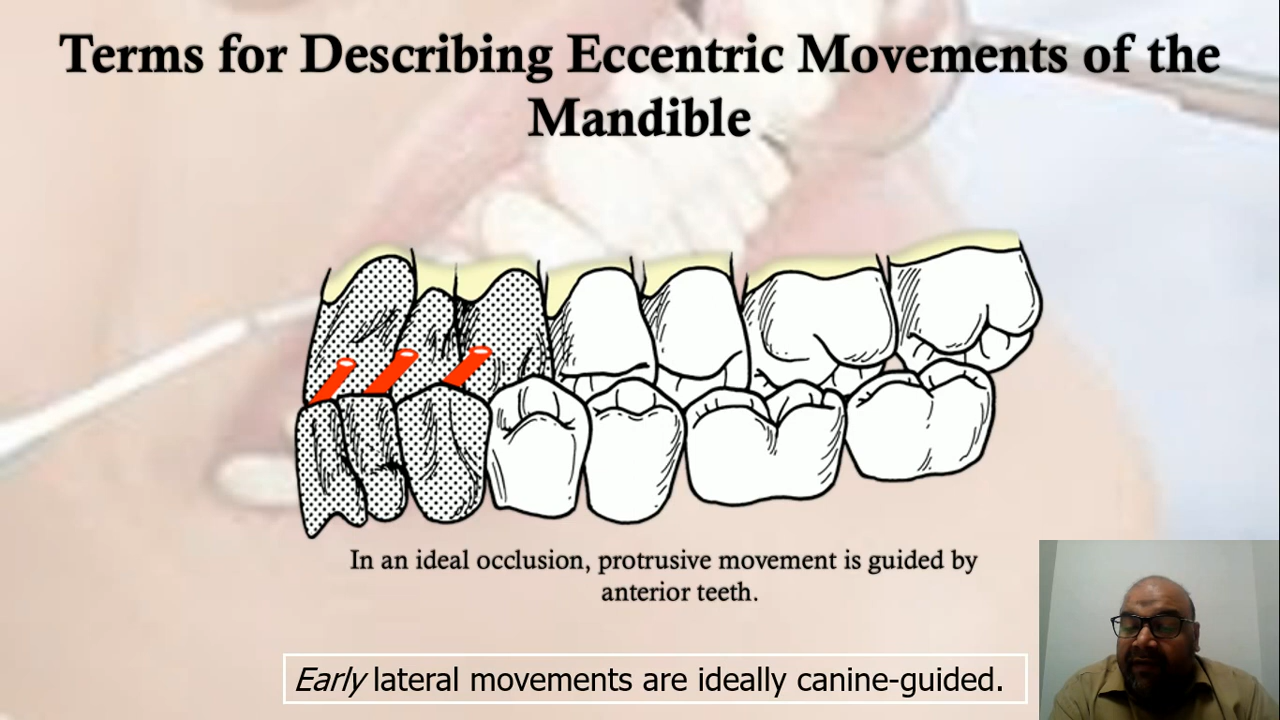 Terms for Describing Eccentric Movements of the
Mandible
In an ideal occlusion, protrusive movement is guided by
anterior teeth.
Early lateral movements are ideally canine-guided.